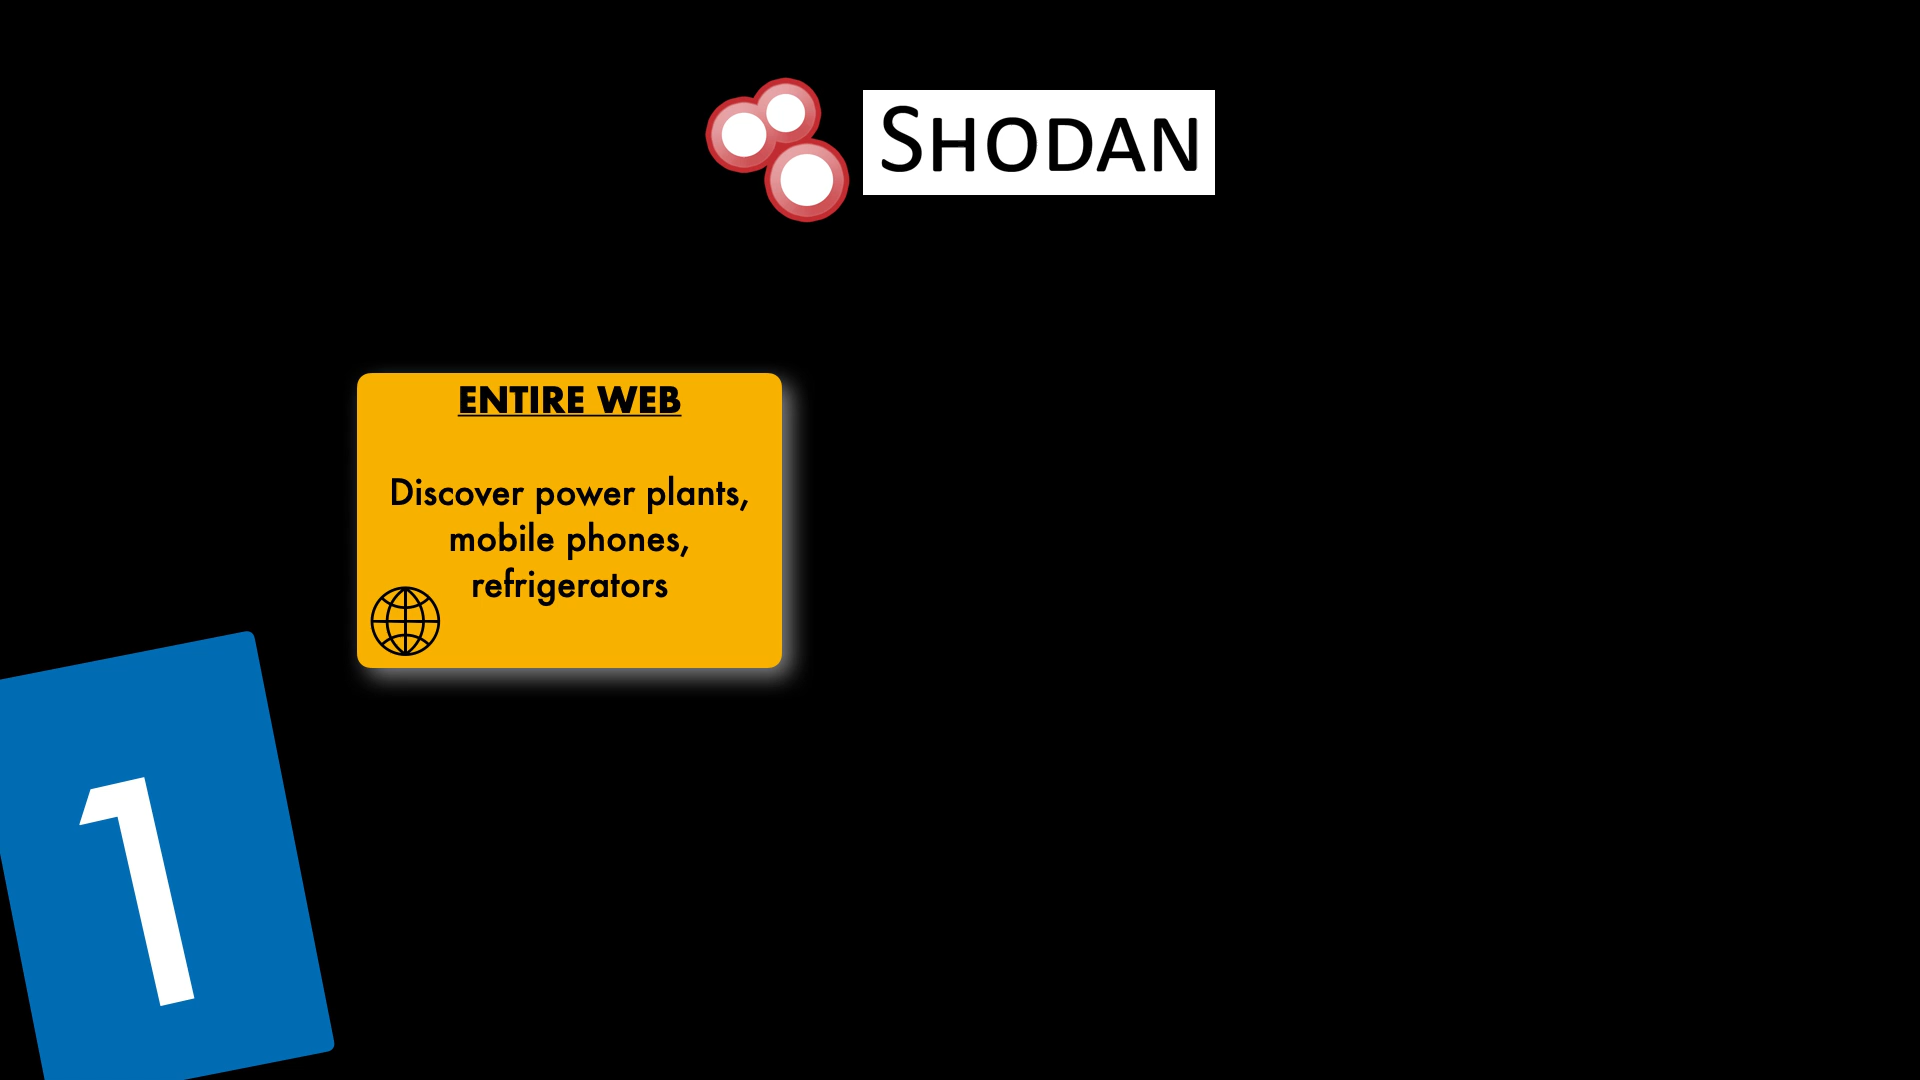 SHODAN
ENTIRE WEB
Discover power plants,
mobile phones,
refrigerators
1